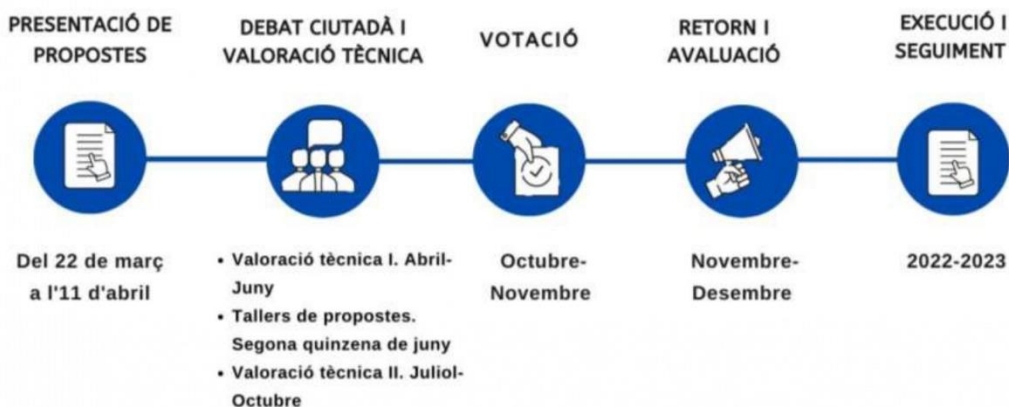 PRESENTACIÓ DE
PROPOSTES
DEBAT CIUTADÀ I
VALORACIÓ TÈCNICA
VOTACIÓ
RETORN I
AVALUACIÓ
EXECUCIÓ I
SEGUIMENT
Del 22 de març
a l'11 d'abril
• Valoració tècnica I. Abril-
Juny
• Tallers de propostes.
Segona quinzena de juny
• Valoració tècnica II. Juliol-
Octubre
Octubre-
Novembre
Novembre-
Desembre
2022-2023